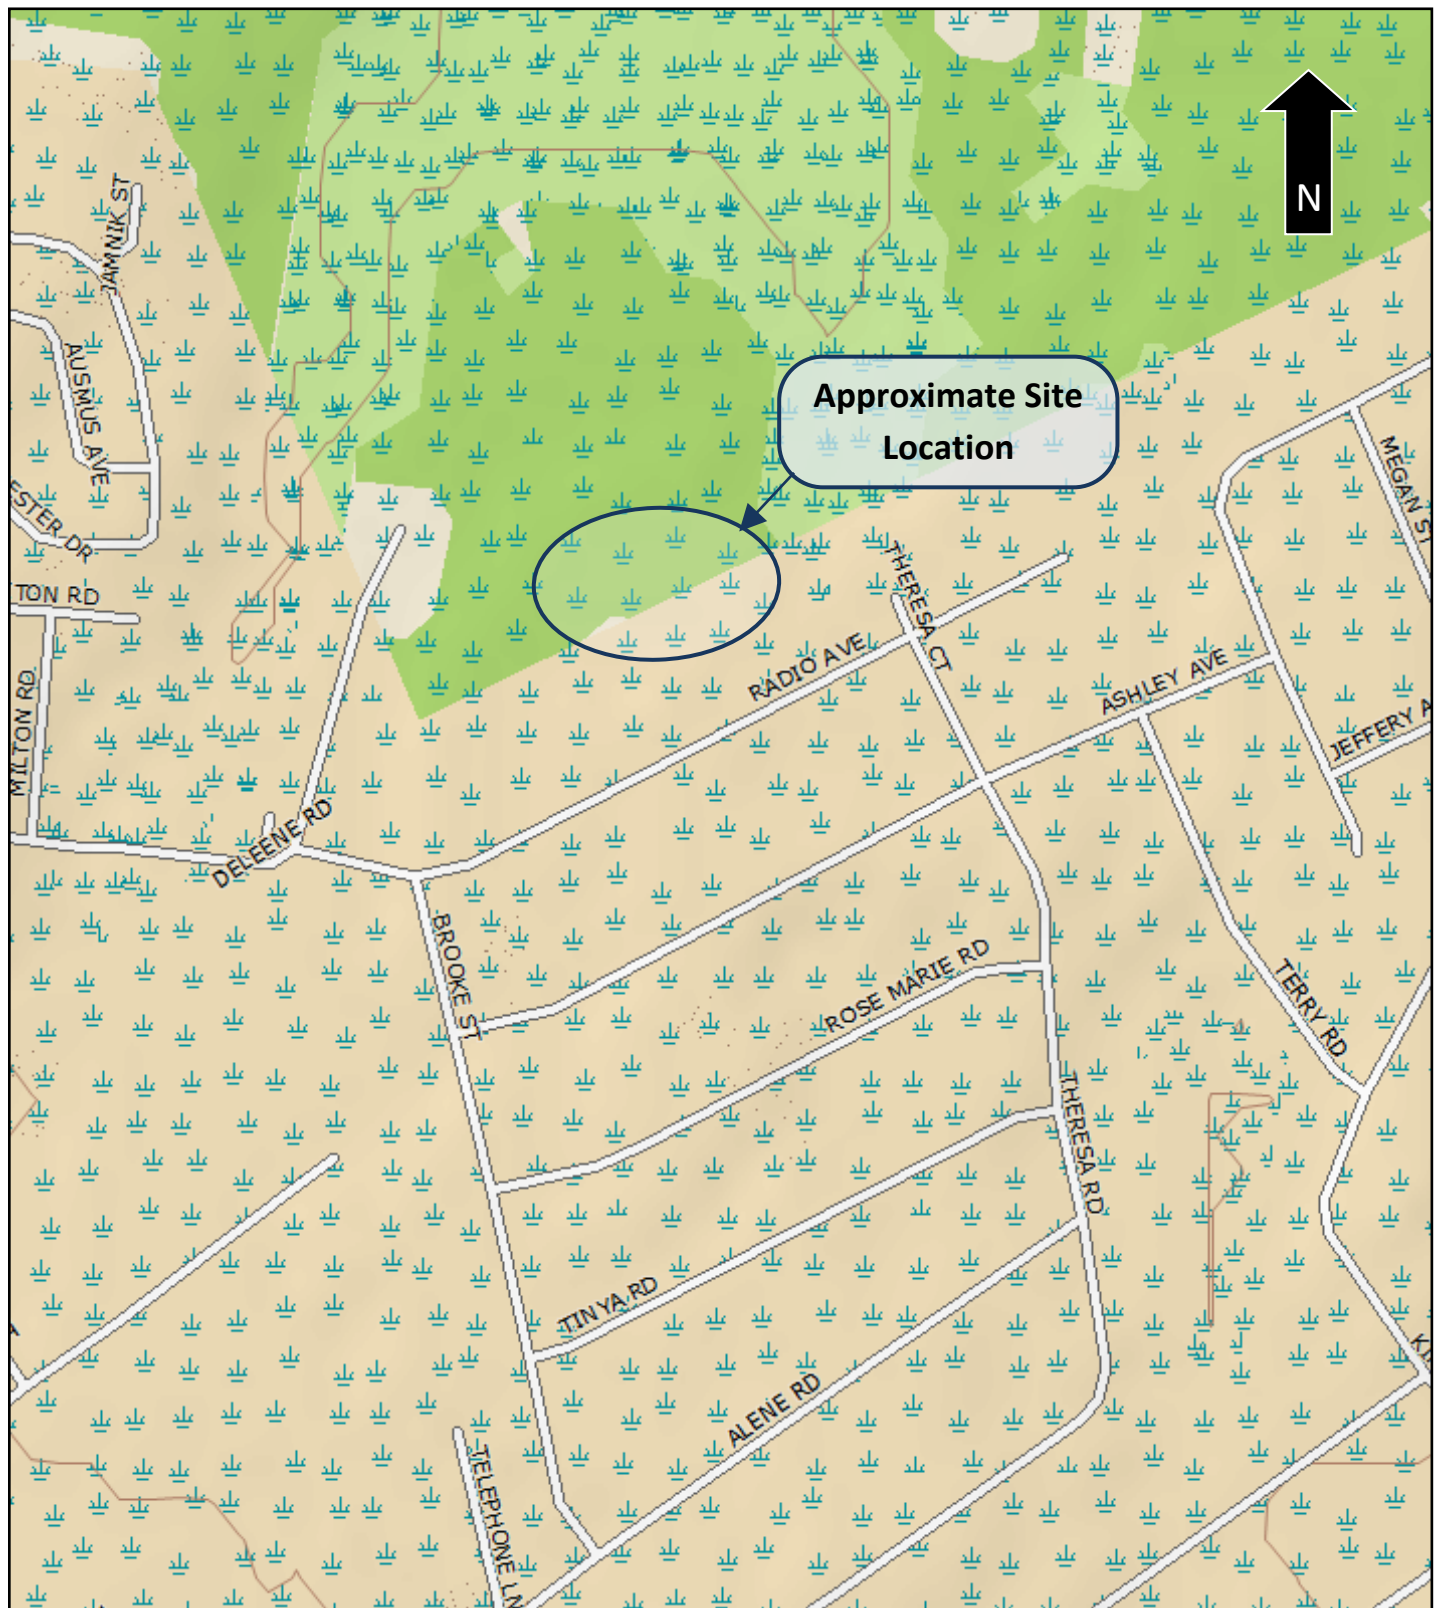 JAMNIK ST
N
AUSMUS AVE
Approximate Site
Location
MEGAN ST
ESTER DR
THERESA CT
TON RD
RADIO AVE
ASHLEY AVE
MILTON RD
JEFFERY A
DELEENE RD
BROOKE ST
ROSE MARIE RD
TERRY RD
THERESA RD
TINYA RD
ALENE RD
TELEPHONE LN